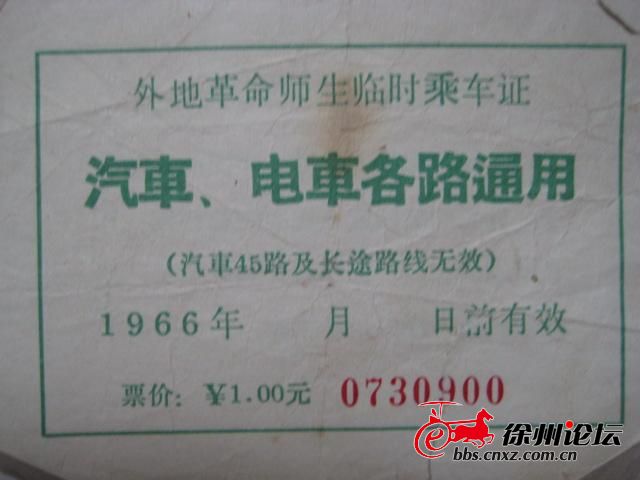 外地革命师生临时乘车证
汽車、电車各路通用
（汽車45路及长途路线无效）
1966年 月 日前有效
票价：¥1.00元 0730900
徐州论坛
bbs.cnxz.com.cn